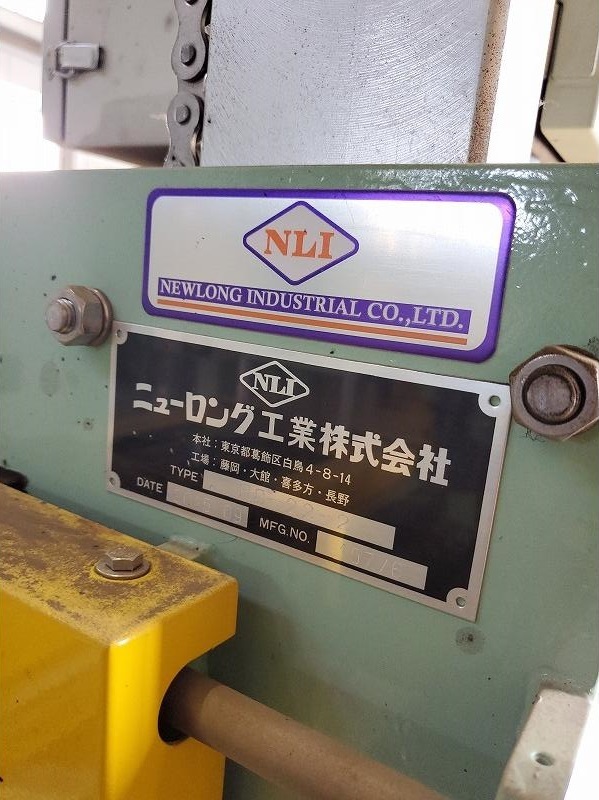 NLI
NEWLONG INDUSTRIAL CO.,LTD.
NLI
ニューロング工業株式会社
本社：東京都葛飾区白鳥4-8-14
工場：藤岡・大館・喜多方・長野
TYPE
DATE
MFG.NO.